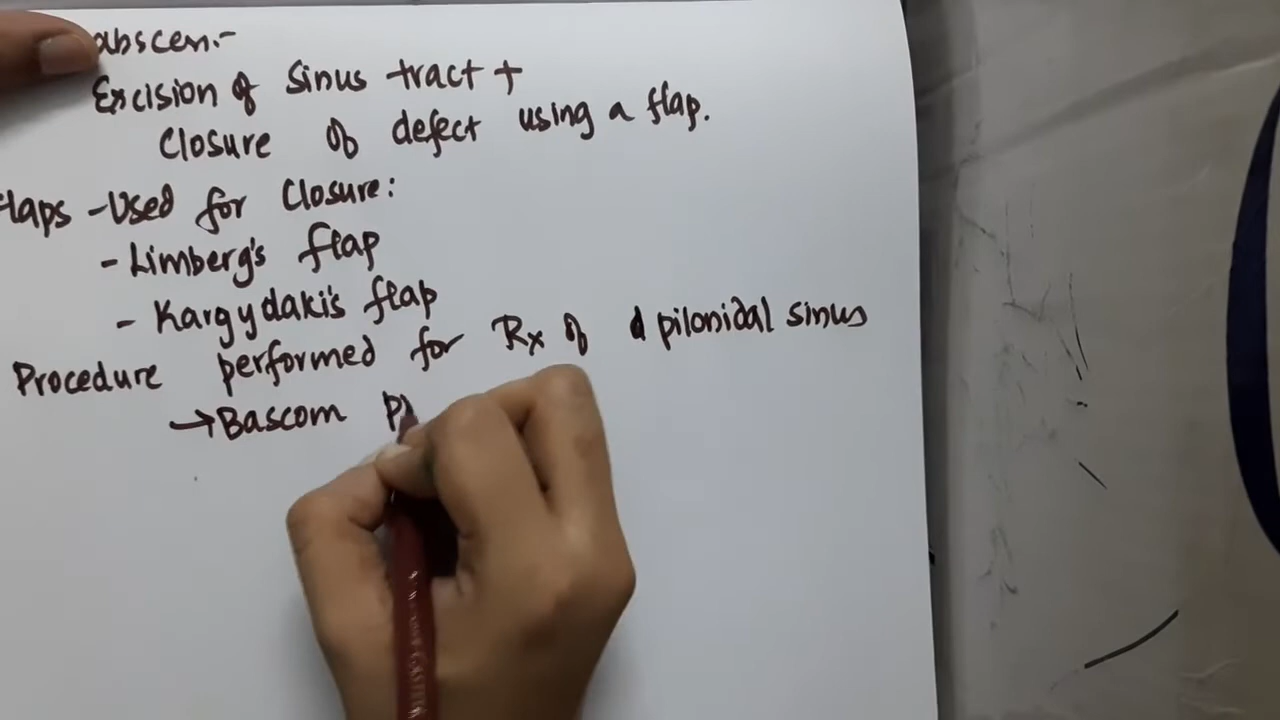 abscen:-
Excision of sinus tract +
Closure of defect using a flap.
Flaps - Used for Closure:
- Limberg's flap
- Kargydaki's flap
Procedure performed for Rx of pilonidal sinus
→ Bascom